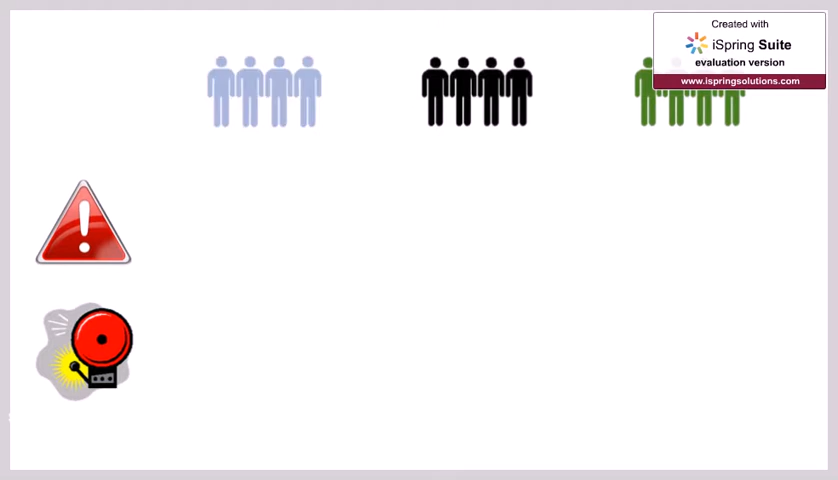 Created with
iSpring Suite
evaluation version
www.ispringsolutions.com